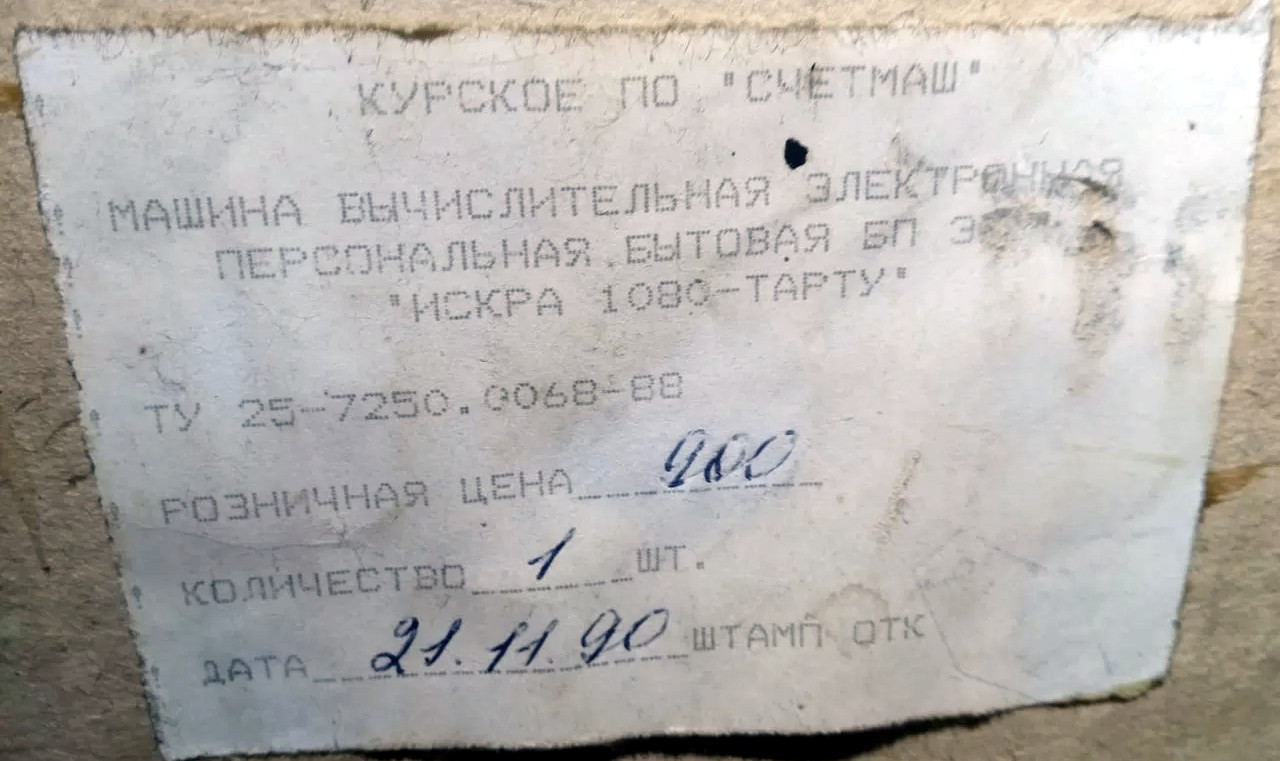 КУРСКОЕ ПО "СЧЕТМАШ"
МАШИНА ВЫЧИСЛИТЕЛЬНАЯ ЭЛЕКТРОННАЯ
ПЕРСОНАЛЬНАЯ БЫТОВАЯ БП
"ИСКРА 1080-ТАРТУ"
ТУ 25-7250.0068-88
РОЗНИЧНАЯ ЦЕНА 900
КОЛИЧЕСТВО 1 ШТ.
ДАТА 21.11.90 ШТАМП ОТК